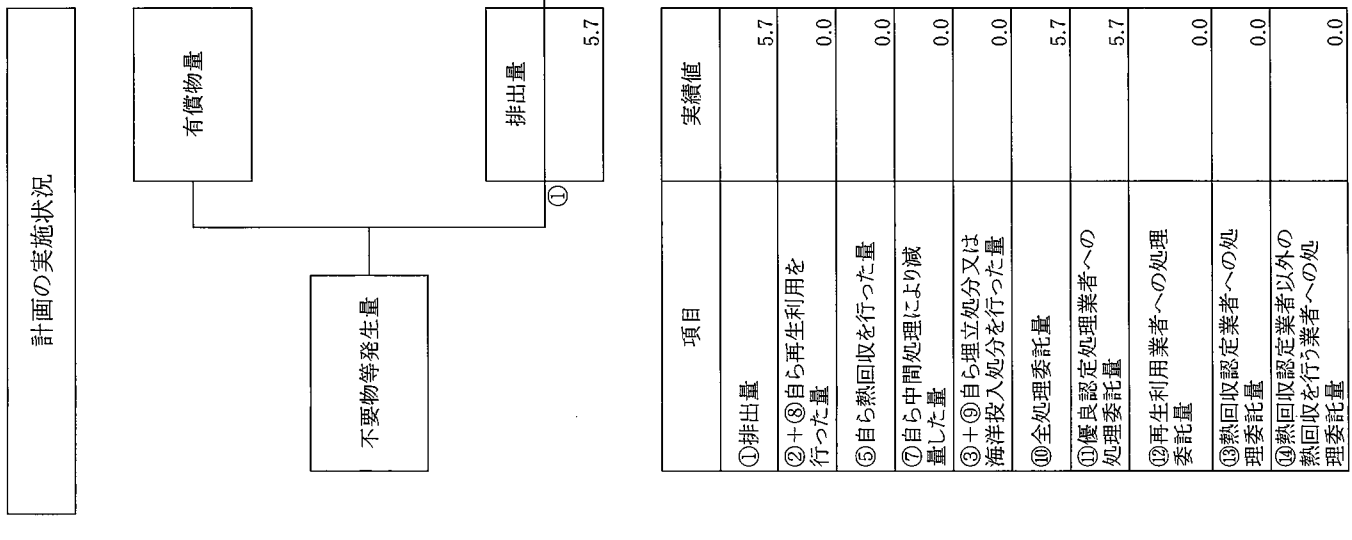 計画の実施状況
有償物量
不要物等発生量
①
排出量
5.7
項目
実績値
①排出量
5.7
②+⑧自ら再生利用を
行った量
0.0
⑤自ら熱回収を行った量
0.0
⑦自ら中間処理により減
量した量
0.0
③+⑨自ら埋立処分又は
海洋投入処分を行った量
0.0
⑩全処理委託量
5.7
⑪優良認定処理業者への
処理委託量
5.7
⑫再生利用業者への処理
委託量
0.0
⑬熱回収認定業者への処
理委託量
0.0
⑭熱回収認定業者以外の
熱回収を行う業者への処
理委託量
0.0